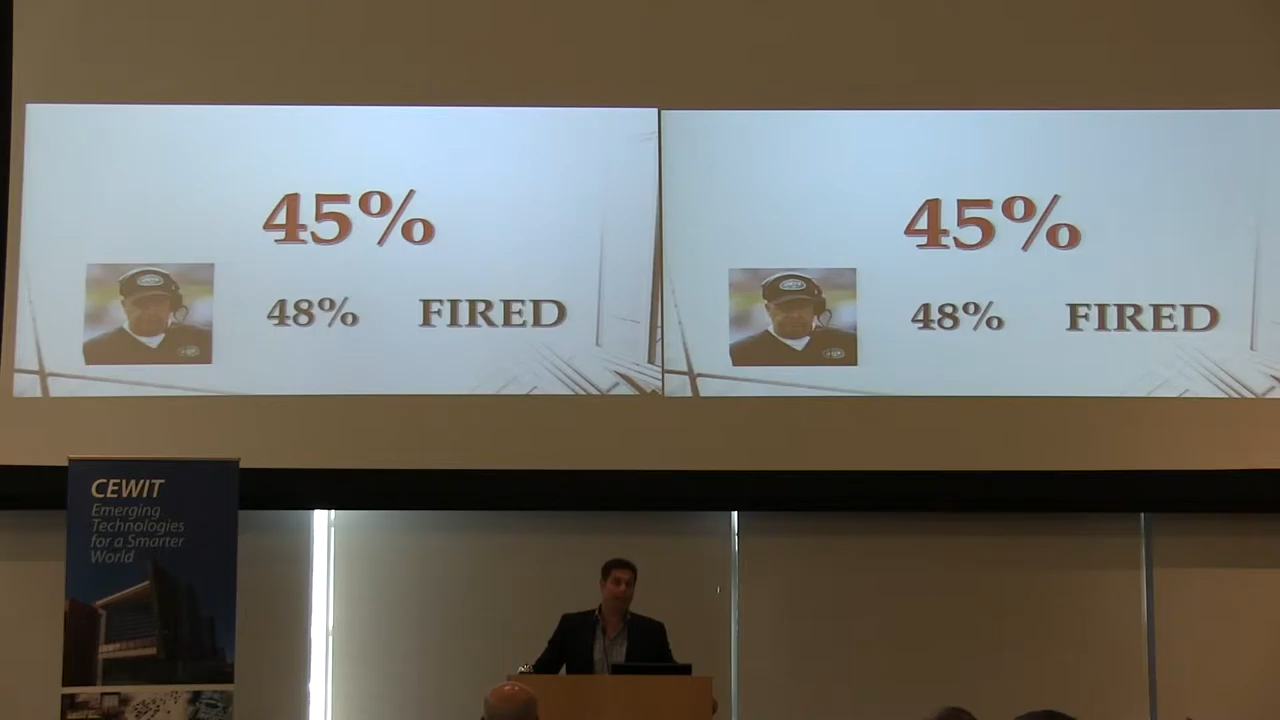 45%
48% FIRED
45%
48% FIRED
CEWIT
Emerging
Technologies
for a Smarter
World